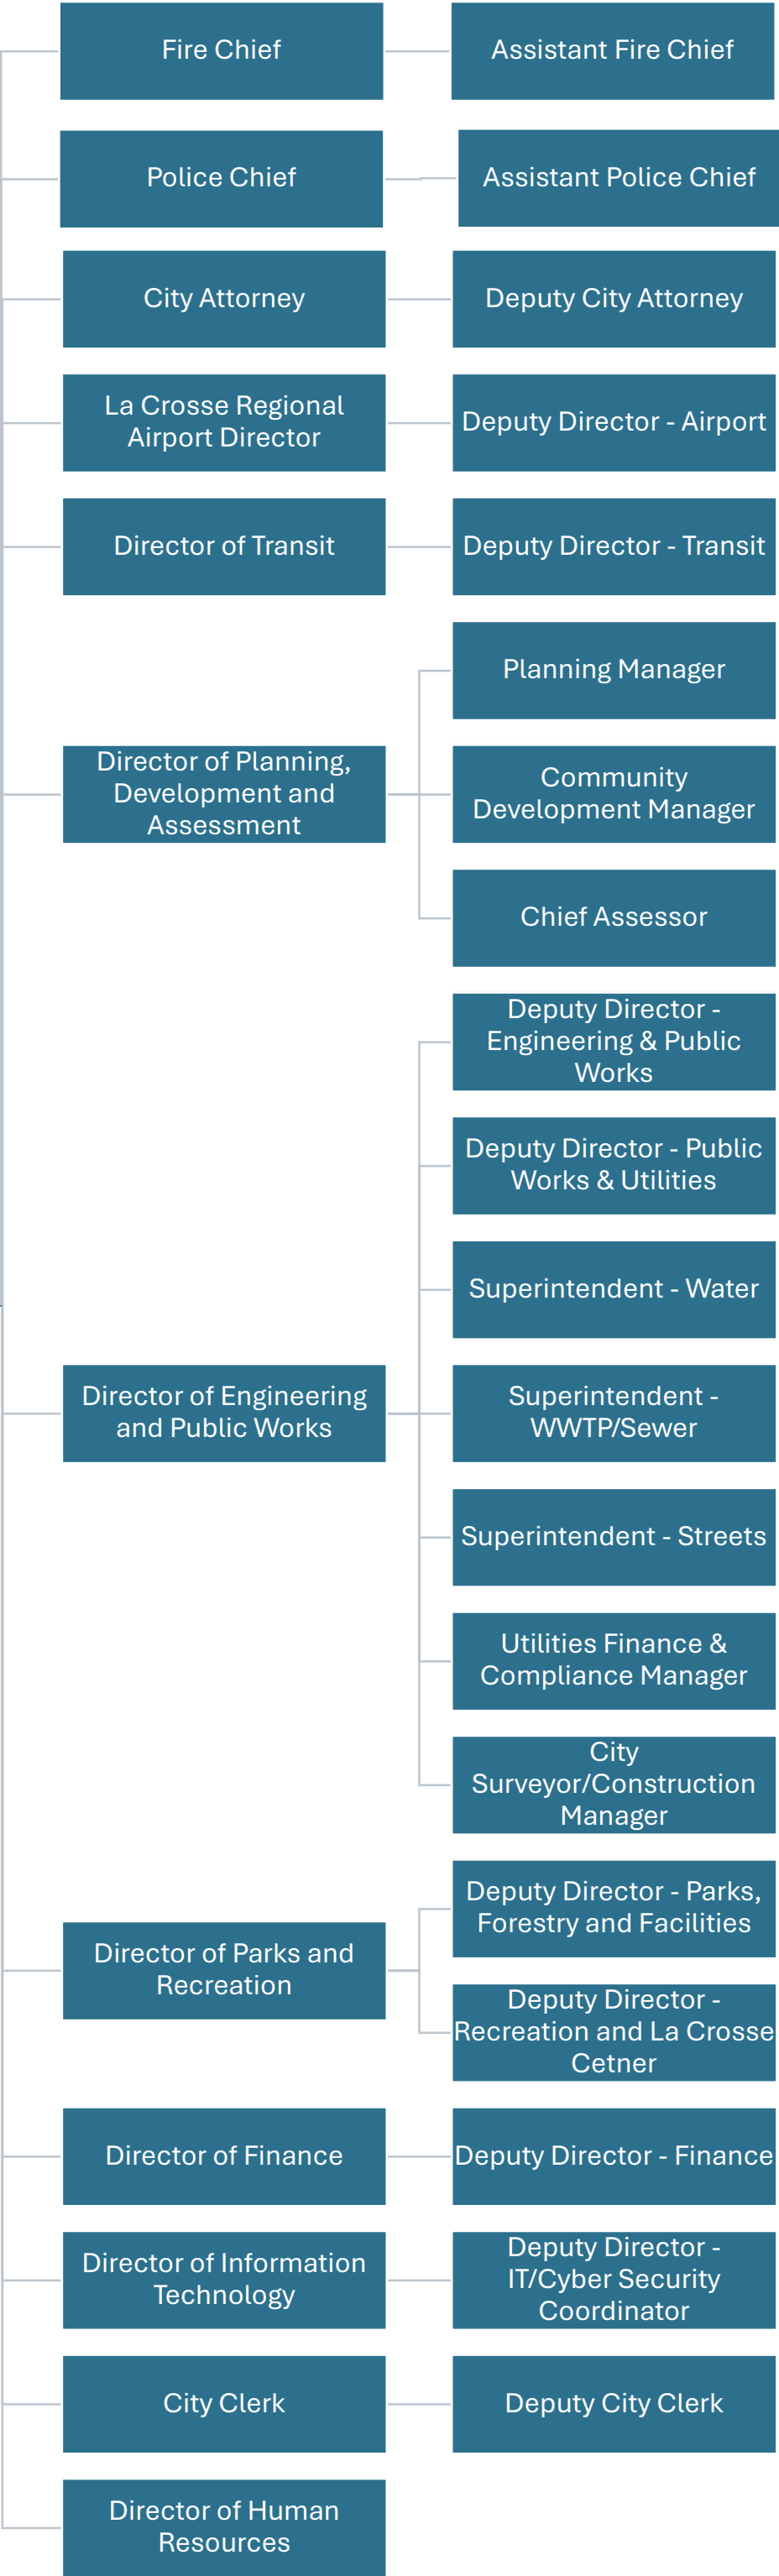 Fire Chief
Assistant Fire Chief
Police Chief
Assistant Police Chief
City Attorney
Deputy City Attorney
La Crosse Regional
Airport Director
Deputy Director - Airport
Director of Transit
Deputy Director - Transit
Director of Planning,
Development and
Assessment
Planning Manager
Community
Development Manager
Chief Assessor
Director of Engineering
and Public Works
Deputy Director -
Engineering & Public
Works
Deputy Director - Public
Works & Utilities
Superintendent - Water
Superintendent -
WWTP/Sewer
Superintendent - Streets
Utilities Finance &
Compliance Manager
City
Surveyor/Construction
Manager
Director of Parks and
Recreation
Deputy Director - Parks,
Forestry and Facilities
Deputy Director -
Recreation and La Crosse
Cetner
Director of Finance
Deputy Director - Finance
Director of Information
Technology
Deputy Director -
IT/Cyber Security
Coordinator
City Clerk
Deputy City Clerk
Director of Human
Resources